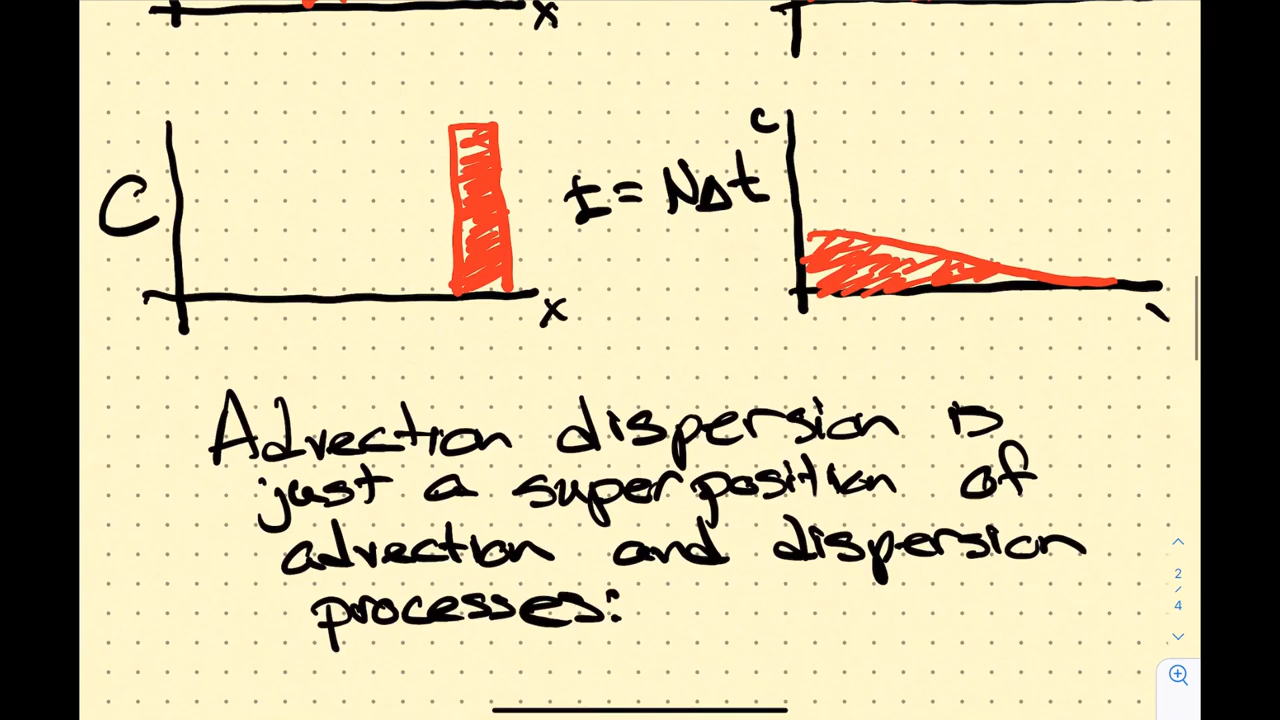 x
C
x
t = NΔt
c
Advection dispersion is
just a superposition of
advection and dispersion
processes:
2
/
4